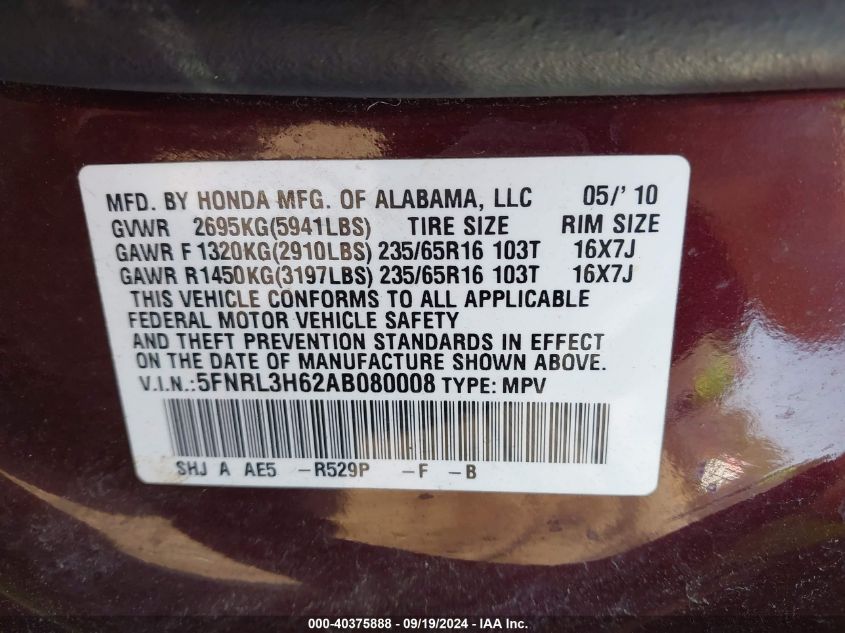 MFD. BY HONDA MFG. OF ALABAMA, LLC 05/' 10
GVWR 2695KG(5941LBS) TIRE SIZE RIM SIZE
GAWR F 1320KG(2910LBS) 235/65R16 103T 16X7J
GAWR R1450KG(3197LBS) 235/65R16 103T 16X7J
THIS VEHICLE CONFORMS TO ALL APPLICABLE
FEDERAL MOTOR VEHICLE SAFETY
AND THEFT PREVENTION STANDARDS IN EFFECT
ON THE DATE OF MANUFACTURE SHOWN ABOVE.
V.I.N.:5FNRL3H62AB080008 TYPE: MPV
SHJ A AE5 -R529P -F -B
000-40375888 - 09/19/2024 - IAA Inc.